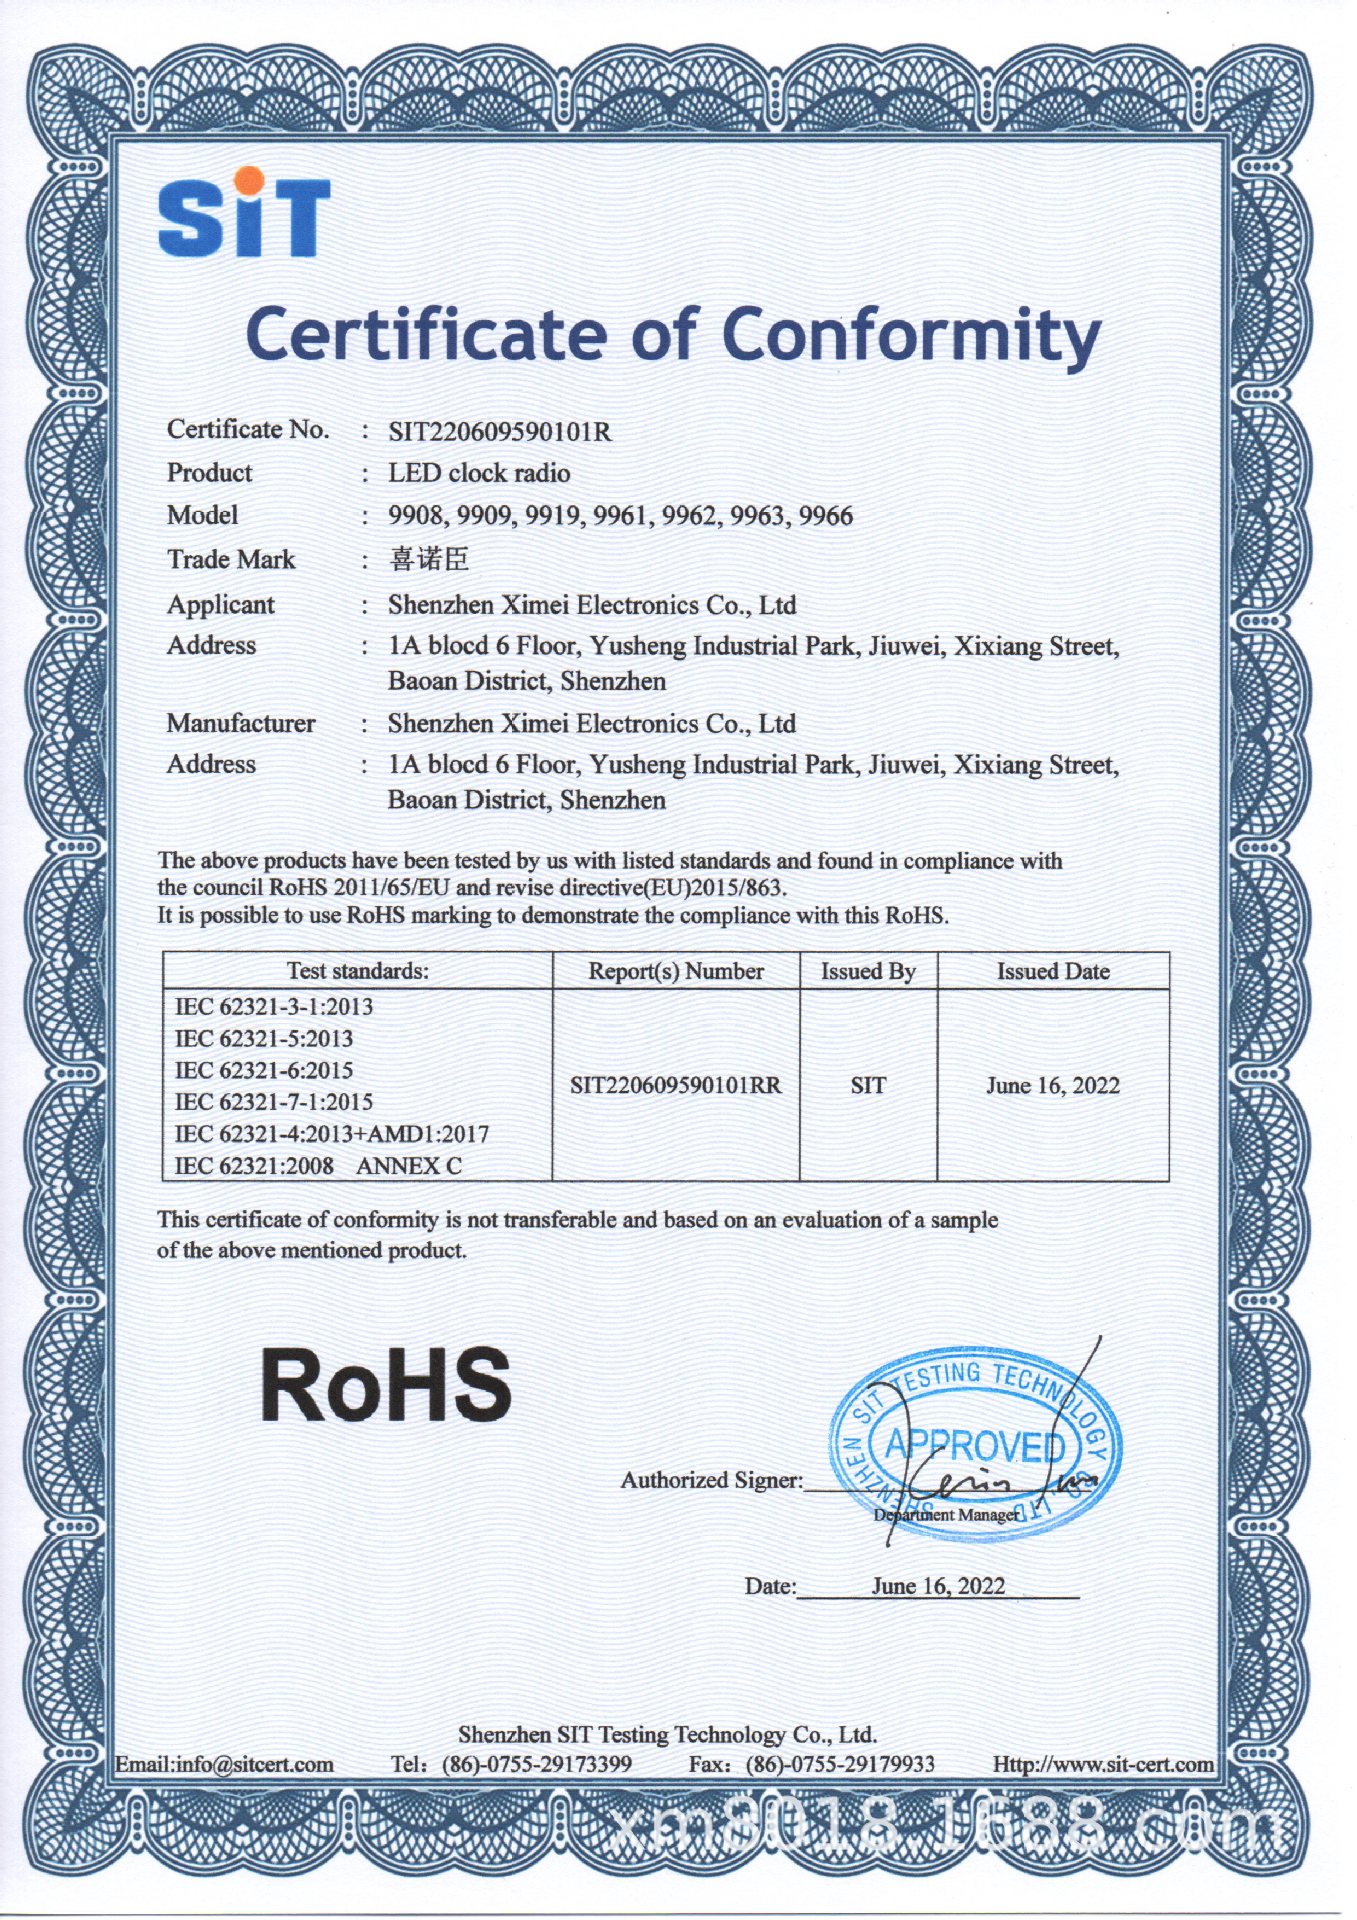 SiT
Certificate of Conformity
Certificate No. : SIT220609590101R
Product : LED clock radio
Model : 9908, 9909, 9919, 9961, 9962, 9963, 9966
Trade Mark : 喜诺臣
Applicant : Shenzhen Ximei Electronics Co., Ltd
Address : 1A blocd 6 Floor, Yusheng Industrial Park, Jiuwei, Xixiang Street,
Baoan District, Shenzhen
Manufacturer : Shenzhen Ximei Electronics Co., Ltd
Address : 1A blocd 6 Floor, Yusheng Industrial Park, Jiuwei, Xixiang Street,
Baoan District, Shenzhen
The above products have been tested by us with listed standards and found in compliance with
the council RoHS 2011/65/EU and revise directive(EU)2015/863.
It is possible to use RoHS marking to demonstrate the compliance with this RoHS.
Test standards: Report(s) Number Issued By Issued Date
IEC 62321-3-1:2013
IEC 62321-5:2013
IEC 62321-6:2015
IEC 62321-7-1:2015
IEC 62321-4:2013+AMD1:2017
IEC 62321:2008 ANNEX C
SIT220609590101RR SIT June 16, 2022
This certificate of conformity is not transferable and based on an evaluation of a sample
of the above mentioned product.
RoHS
SHENZHEN SIT TESTING TECHNOLOGY CO., LTD
APPROVED
Authorized Signer:
Department Manager
Date: June 16, 2022
Shenzhen SIT Testing Technology Co., Ltd.
Email:info@sitcert.com Tel: (86)-0755-29173399 Fax: (86)-0755-29179933 Http://www.sit-cert.com
xm8018.1688.com